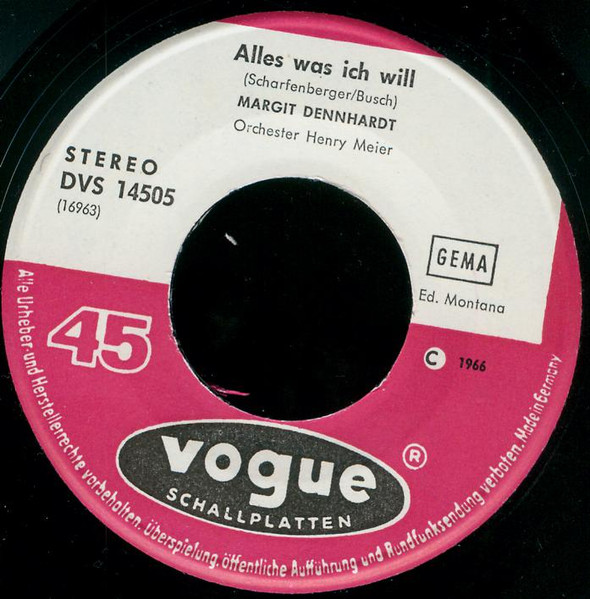 Alles was ich will
(Scharfenberger/Busch)
MARGIT DENNHARDT
Orchester Henry Meier
STEREO
DVS 14505
(16963)
GEMA
Ed. Montana
45
C 1966
vogue ®
SCHALLPLATTEN
Alle Urheber-und Herstellerrechte vorbehalten. Überspielung, öffentliche Aufführung und Rundfunksendung verboten. Made in Germany